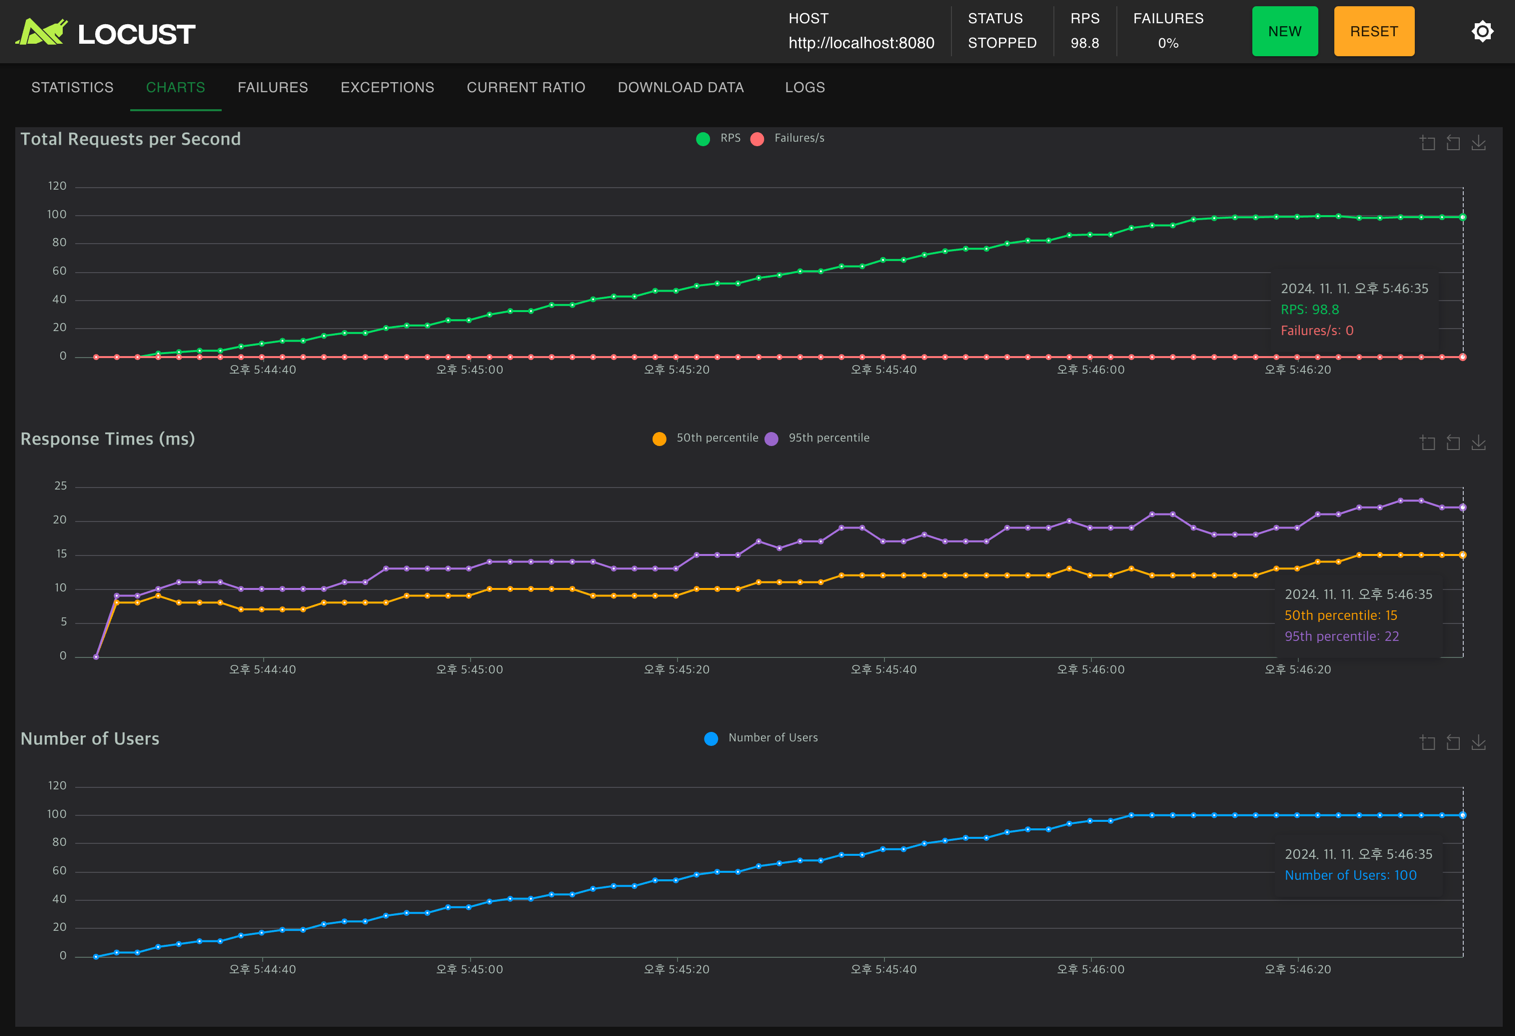 LOCUST
HOST
http://localhost:8080
STATUS
STOPPED
RPS
98.8
FAILURES
0%
NEW
RESET
STATISTICS
CHARTS
FAILURES
EXCEPTIONS
CURRENT RATIO
DOWNLOAD DATA
LOGS
Total Requests per Second
RPS
Failures/s
120
100
80
60
40
20
0
2024. 11. 11. 오후 5:46:35
RPS: 98.8
Failures/s: 0
오후 5:44:40
오후 5:45:00
오후 5:45:20
오후 5:45:40
오후 5:46:00
오후 5:46:20
Response Times (ms)
50th percentile
95th percentile
25
20
15
10
5
0
2024. 11. 11. 오후 5:46:35
50th percentile: 15
95th percentile: 22
오후 5:44:40
오후 5:45:00
오후 5:45:20
오후 5:45:40
오후 5:46:00
오후 5:46:20
Number of Users
Number of Users
120
100
80
60
40
20
0
2024. 11. 11. 오후 5:46:35
Number of Users: 100
오후 5:44:40
오후 5:45:00
오후 5:45:20
오후 5:45:40
오후 5:46:00
오후 5:46:20